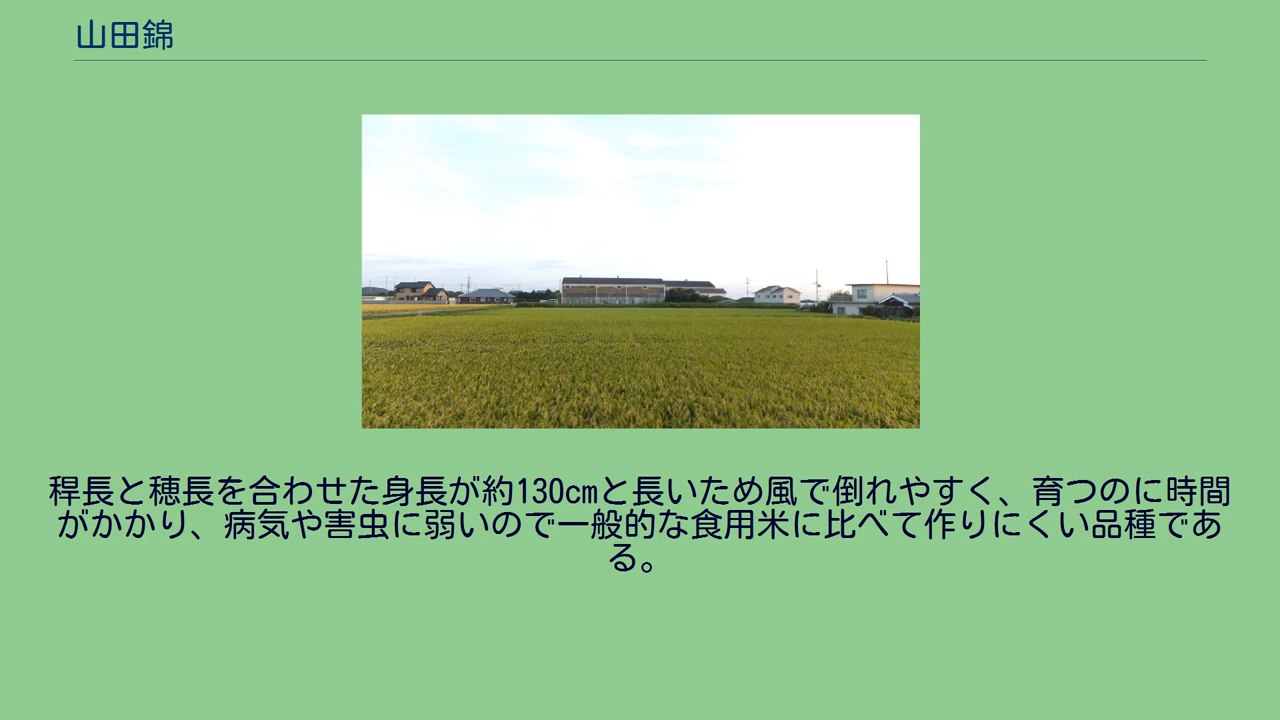 山田錦
稈長と穂長を合わせた身長が約130cmと長いため風で倒れやすく、育つのに時間
がかかり、病気や害虫に弱いので一般的な食用米に比べて作りにくい品種であ
る。